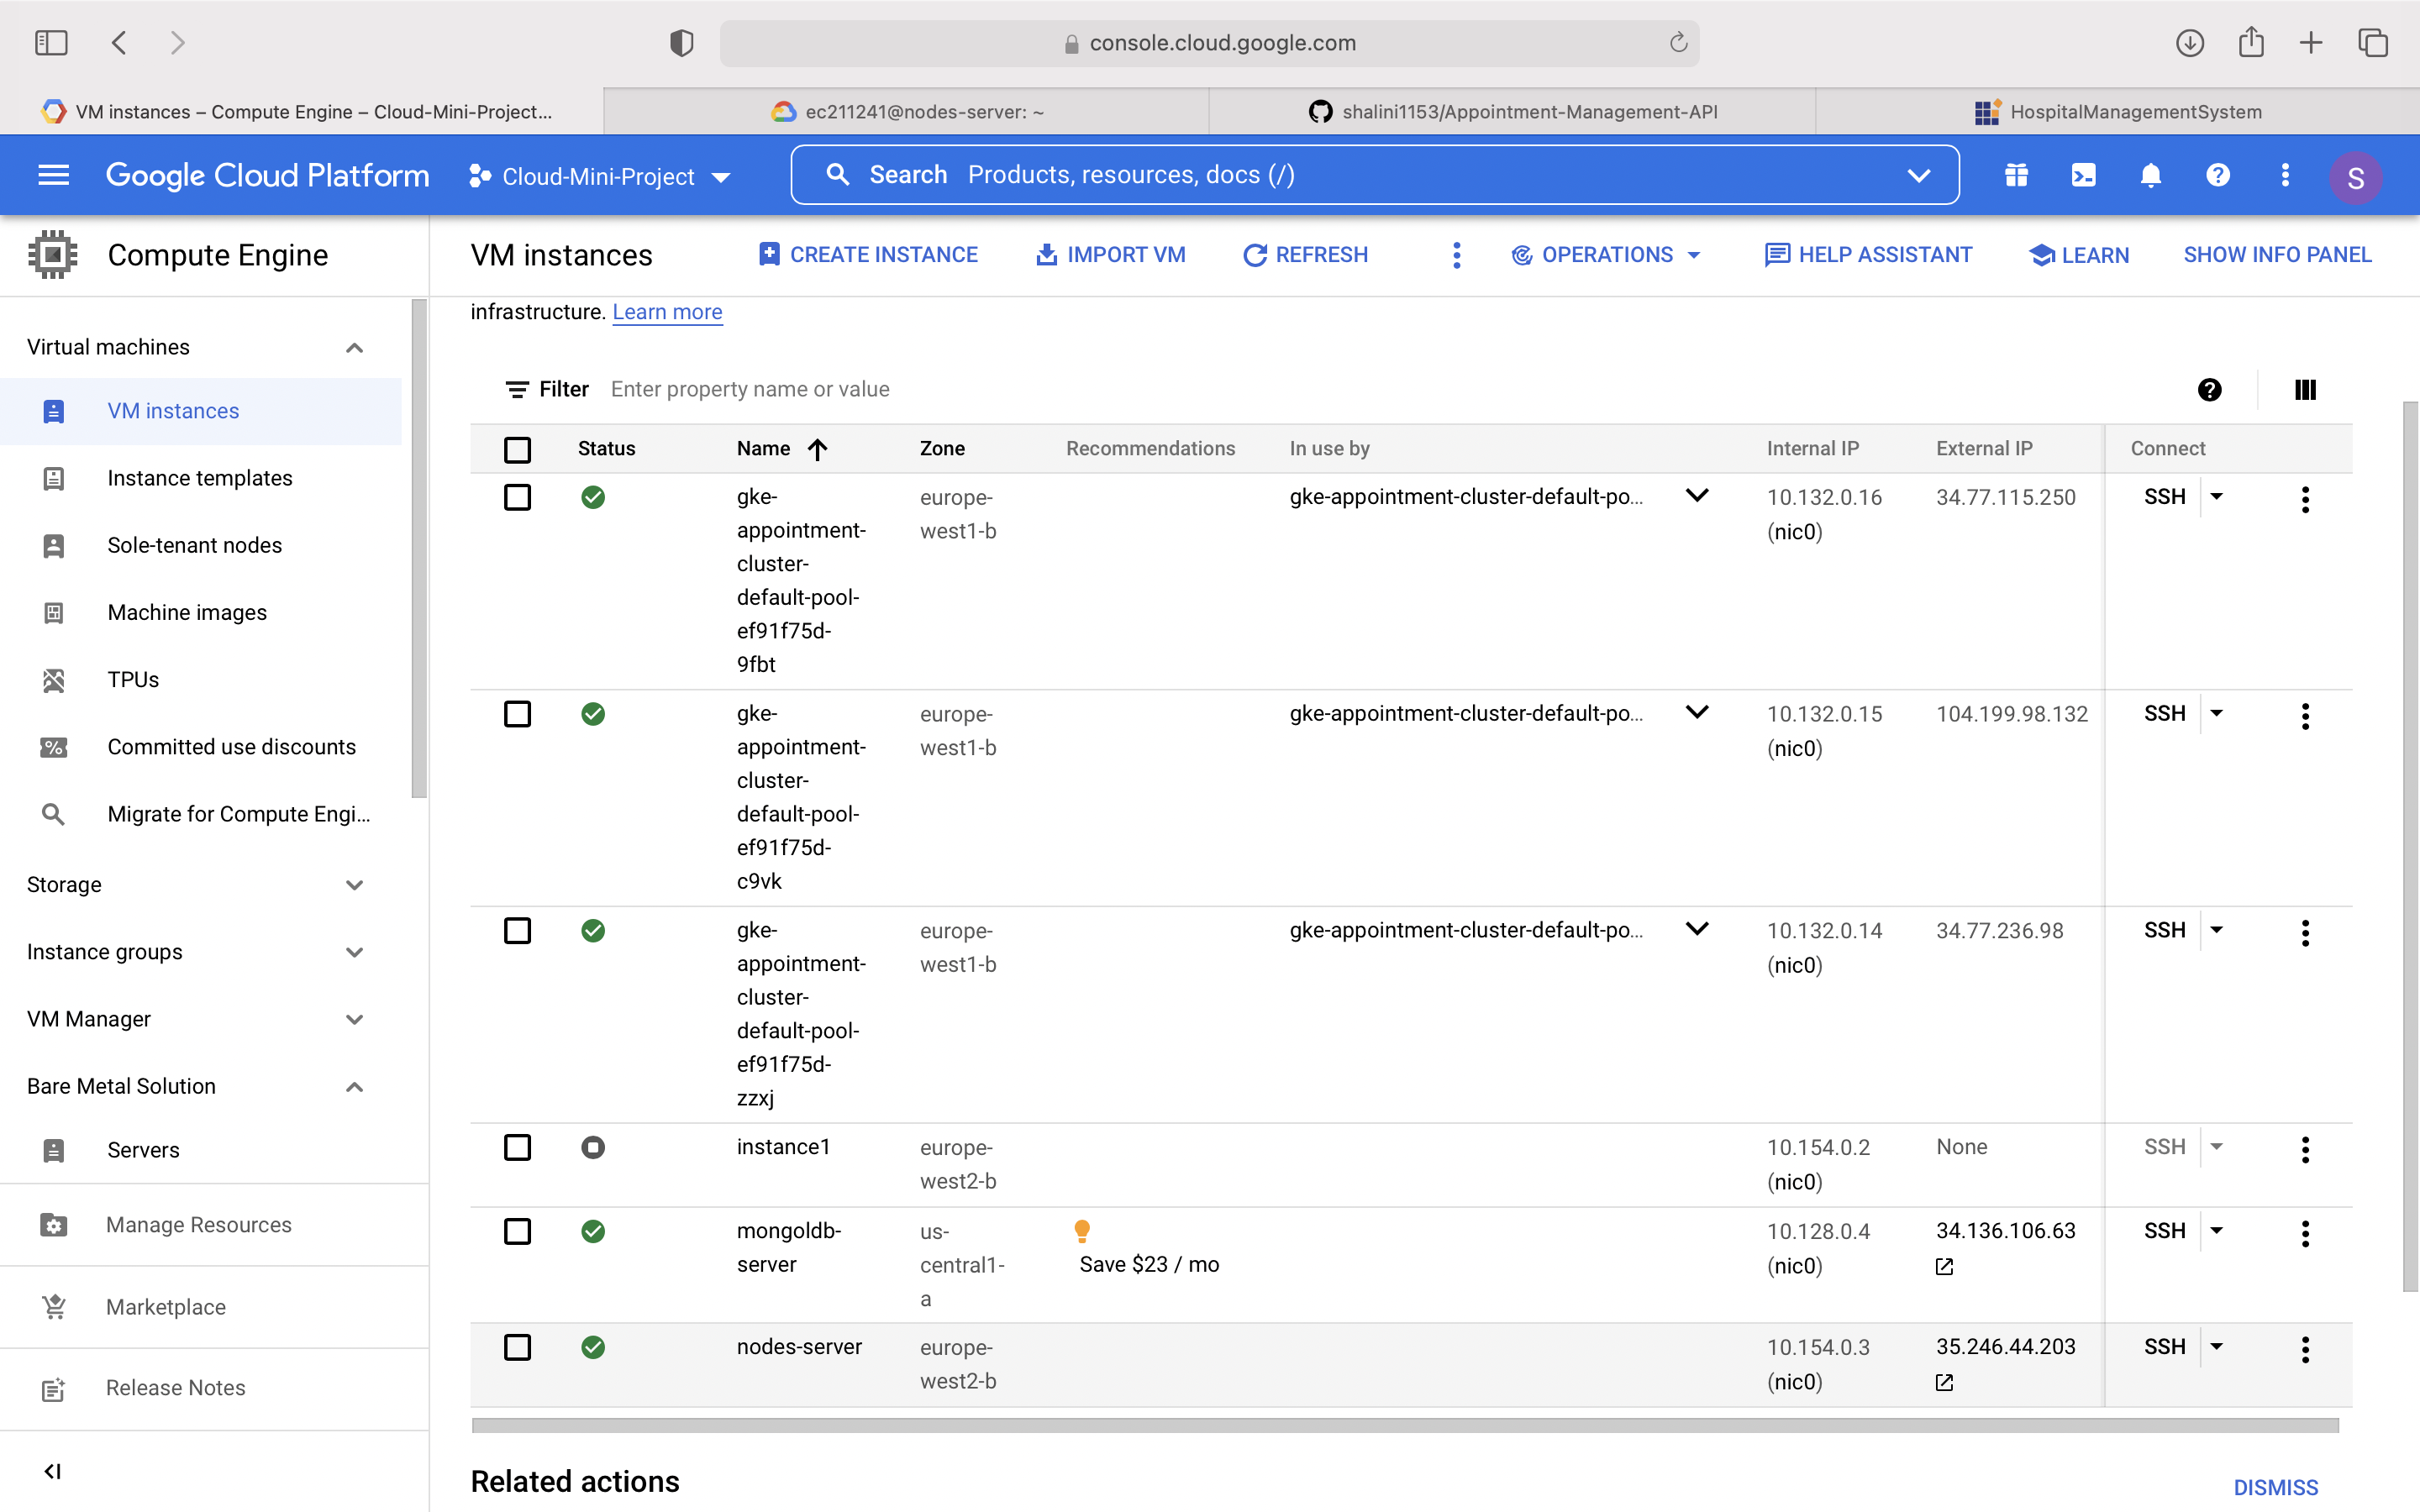 console.cloud.google.com
VM instances – Compute Engine – Cloud-Mini-Project...
ec211241@nodes-server: ~
shalini1153/Appointment-Management-API
HospitalManagementSystem
Google Cloud Platform
Cloud-Mini-Project
Search Products, resources, docs (/)
S
Compute Engine
VM instances
CREATE INSTANCE
IMPORT VM
REFRESH
OPERATIONS
HELP ASSISTANT
LEARN
SHOW INFO PANEL
Virtual machines
VM instances
Instance templates
Sole-tenant nodes
Machine images
TPUs
Committed use discounts
Migrate for Compute Engi...
Storage
Instance groups
VM Manager
Bare Metal Solution
Servers
Manage Resources
Marketplace
Release Notes
infrastructure. Learn more
Filter Enter property name or value
Status Name Zone Recommendations In use by Internal IP External IP Connect
gke- europe- gke-appointment-cluster-default-po... 10.132.0.16 34.77.115.250 SSH
appointment- west1-b (nic0)
cluster-
default-pool-
ef91f75d-
9fbt
gke- europe- gke-appointment-cluster-default-po... 10.132.0.15 104.199.98.132 SSH
appointment- west1-b (nic0)
cluster-
default-pool-
ef91f75d-
c9vk
gke- europe- gke-appointment-cluster-default-po... 10.132.0.14 34.77.236.98 SSH
appointment- west1-b (nic0)
cluster-
default-pool-
ef91f75d-
zzxj
instance1 europe- 10.154.0.2 None SSH
west2-b (nic0)
mongoldb- us- 10.128.0.4 34.136.106.63 SSH
server central1- Save $23 / mo (nic0)
a
nodes-server europe- 10.154.0.3 35.246.44.203 SSH
west2-b (nic0)
Related actions
DISMISS